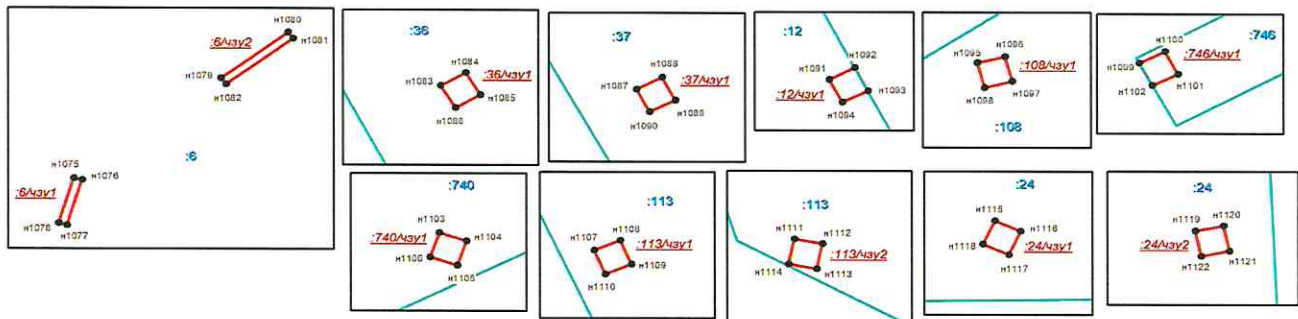 н1080
:6/чзу2
н1081
н1079
н1082
:6
н1075
н1076
:6/чзу1
н1078
н1077
:36
н1084
н1083
:36/чзу1
н1085
н1086
:37
н1088
н1087
:37/чзу1
н1089
н1090
:12
н1092
н1091
:12/чзу1
н1093
н1094
н1095
н1096
:108/чзу1
н1098
н1097
:108
н1100
:746
н1099
:746/чзу1
н1102
н1101
:740
н1103
:740/чзу1
н1104
н1106
н1105
:113
н1108
н1107
:113/чзу1
н1109
н1110
:113
н1111
н1112
:113/чзу2
н1114
н1113
:24
н1115
н1116
н1118
:24/чзу1
н1117
:24
н1119
н1120
:24/чзу2
н1122
н1121